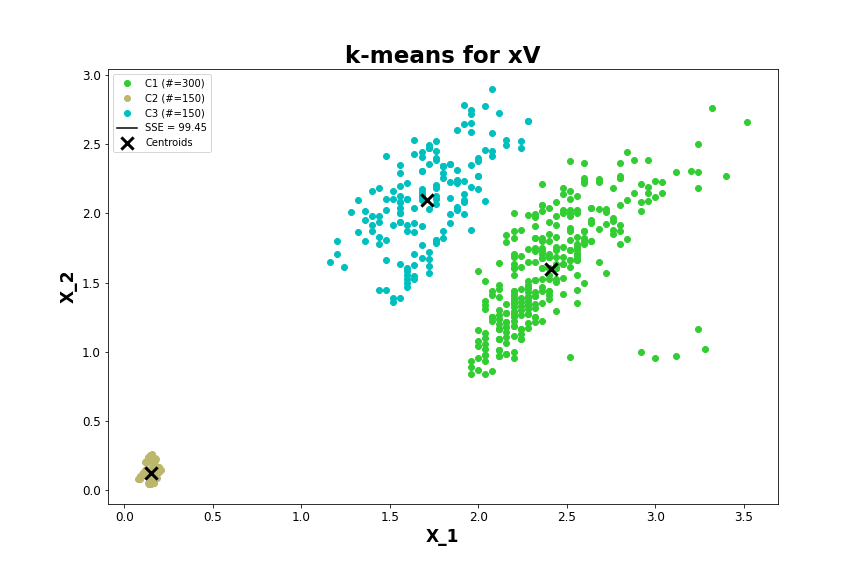 k-means for xV
C1 (#=300)
C2 (#=150)
C3 (#=150)
SSE = 99.45
Centroids
3.0
2.5
2.0
1.5
1.0
0.5
0.0
X_2
0.0 0.5 1.0 1.5 2.0 2.5 3.0 3.5
X_1